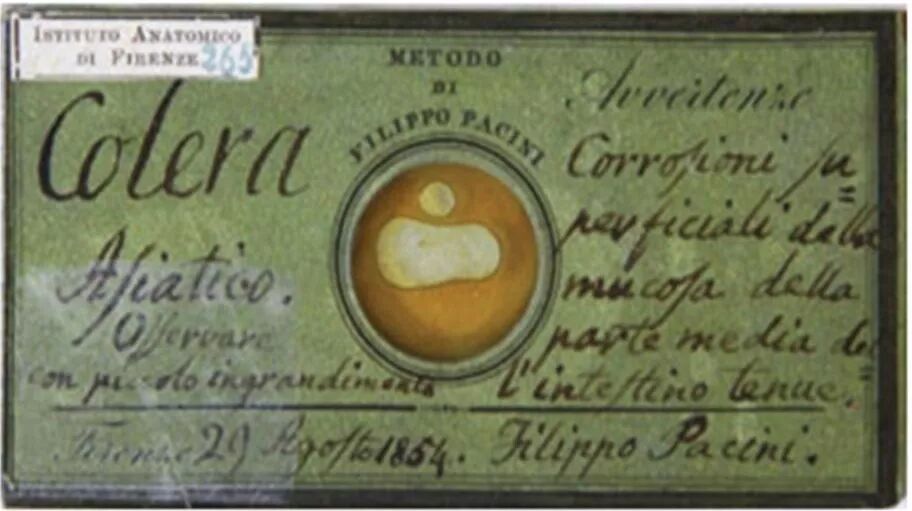 ISTITUTO ANATOMICO
DI FIRENZE 265
METODO
DI
FILIPPO PACINI
Colera
Asiatico.
Osservare
con piccolo ingrandimento
Avvertenze
Corrosioni su=
perficiali della
mucosa della
parte media del=
l'intestino tenue.
Firenze 29 Agosto 1854. Filippo Pacini.